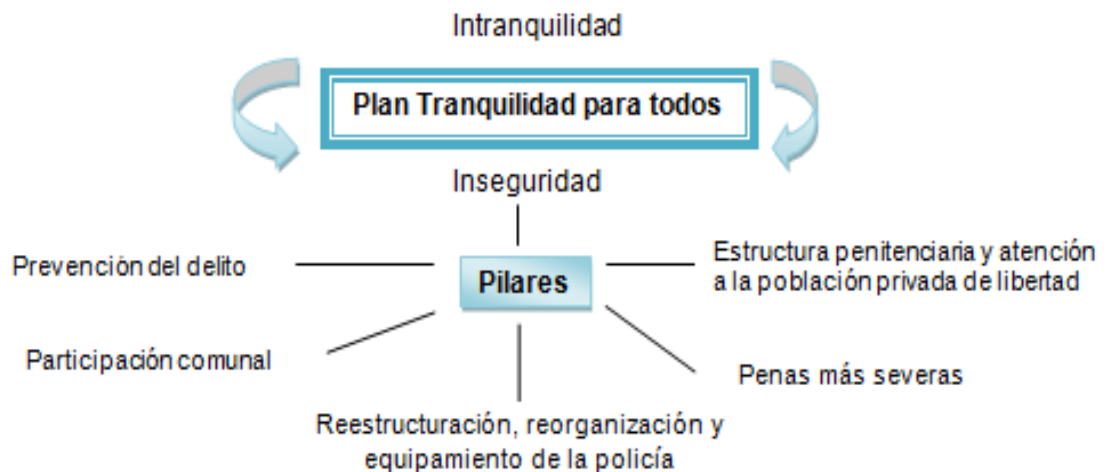 Intranquilidad
Plan Tranquilidad para todos
Inseguridad
Prevención del delito
Pilares
Estructura penitenciaria y atención
a la población privada de libertad
Participación comunal
Penas más severas
Reestructuración, reorganización y
equipamiento de la policía